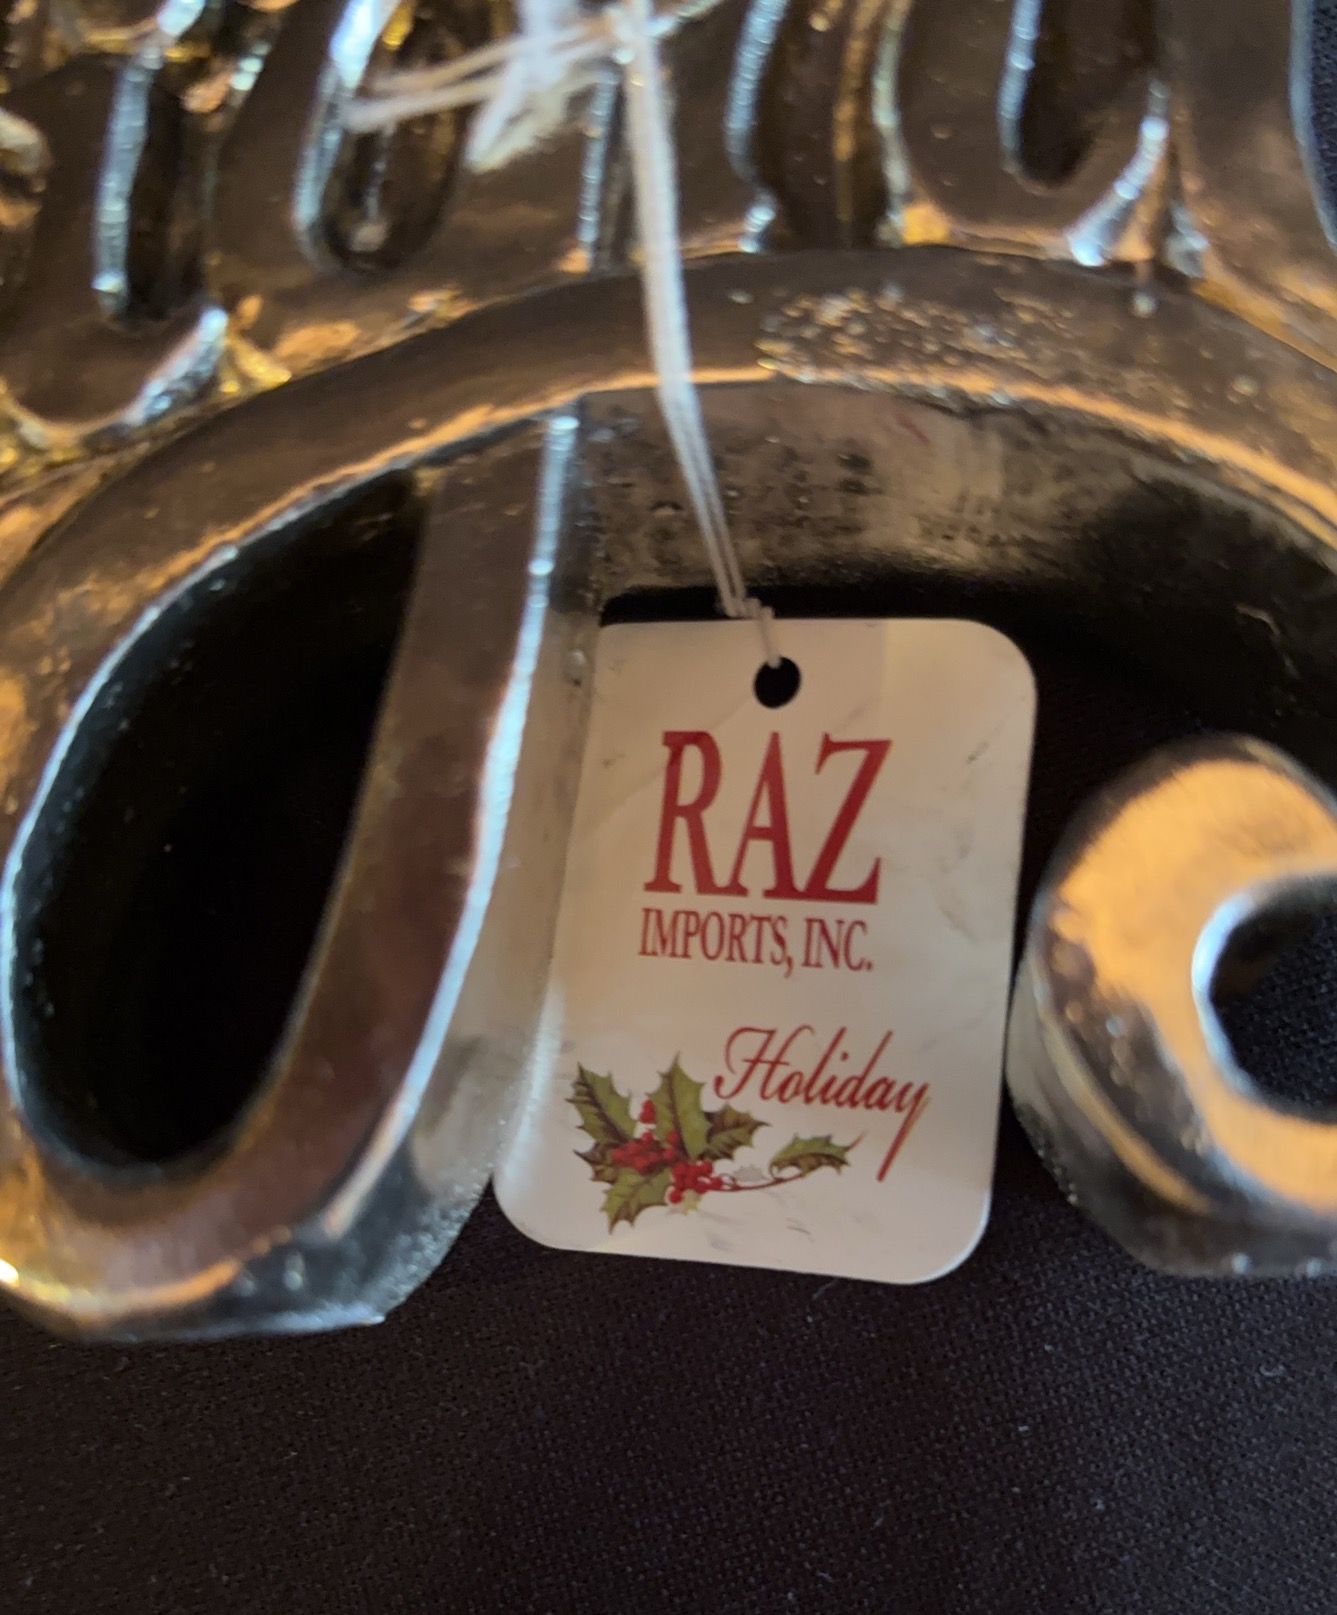 RAZ
IMPORTS, INC.
Holiday